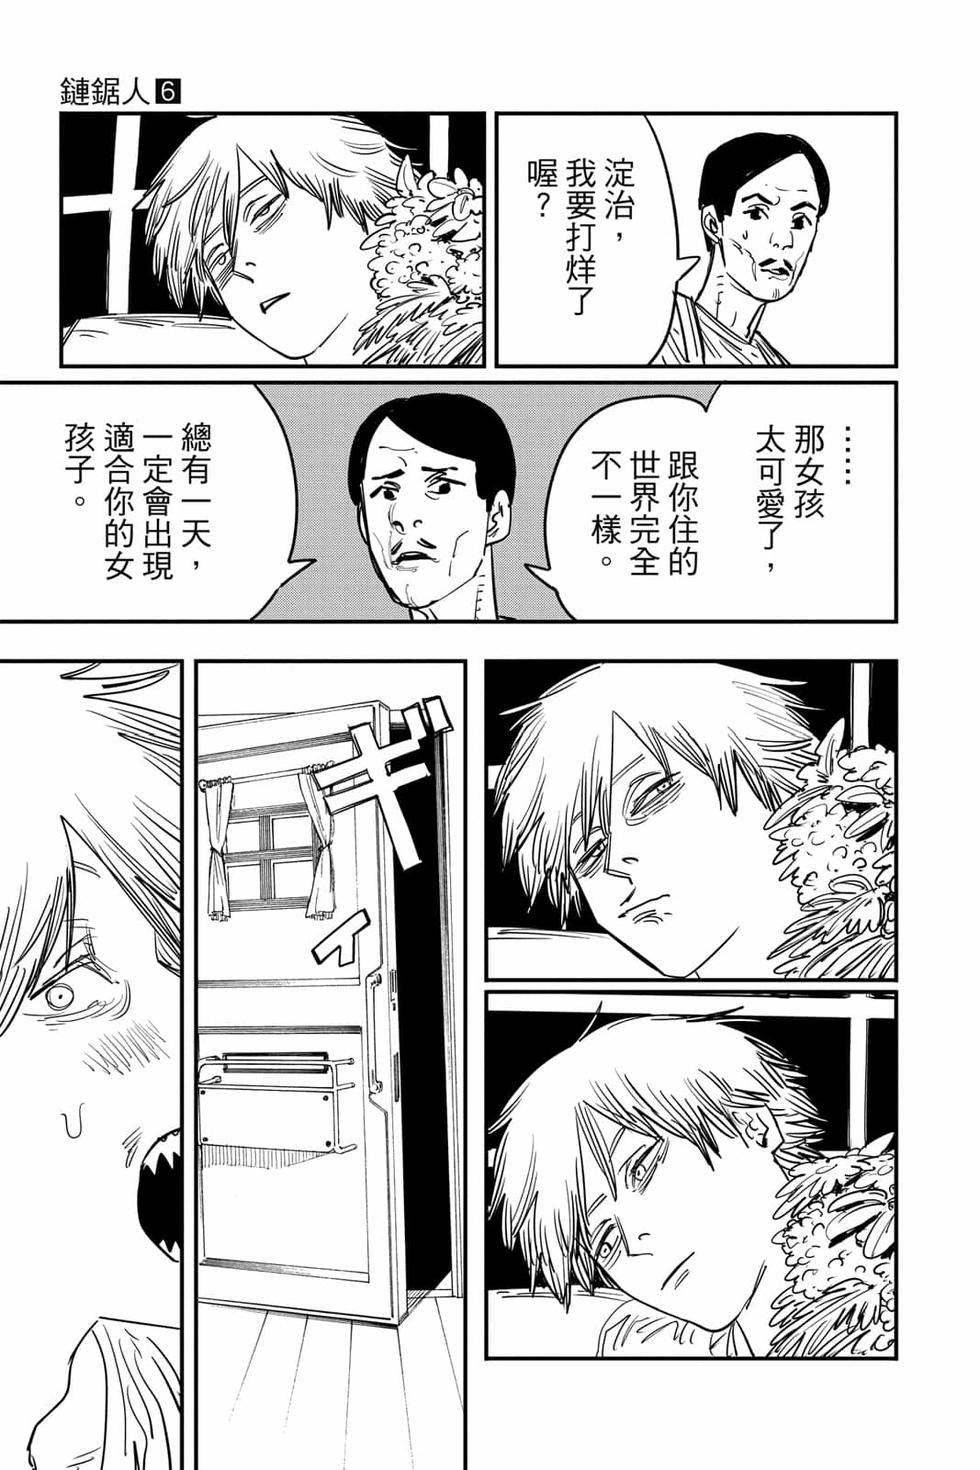 鏈鋸人6
淀治，
我要打烊了
喔？
……
那女孩
太可愛了，
跟你住的
世界完全
不一樣。
總有一天，
一定會出現
適合你的女
孩子。
ギィ